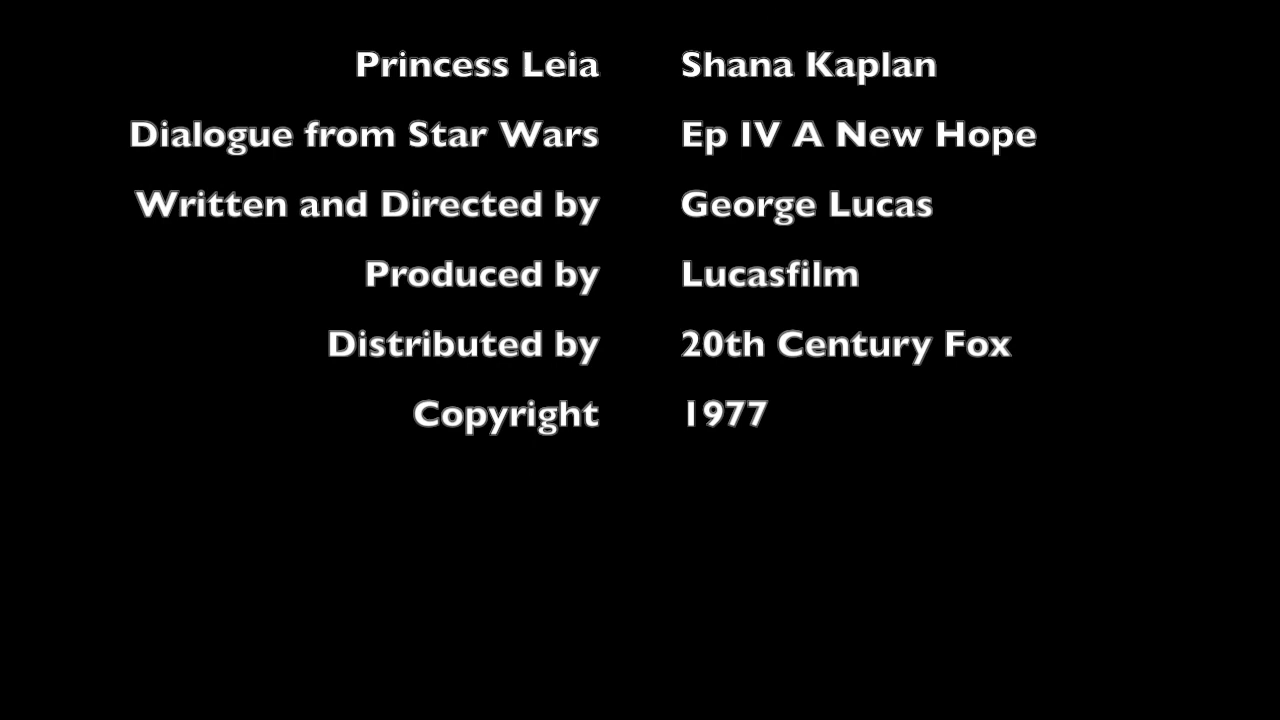 Princess Leia Shana Kaplan
Dialogue from Star Wars Ep IV A New Hope
Written and Directed by George Lucas
Produced by Lucasfilm
Distributed by 20th Century Fox
Copyright 1977